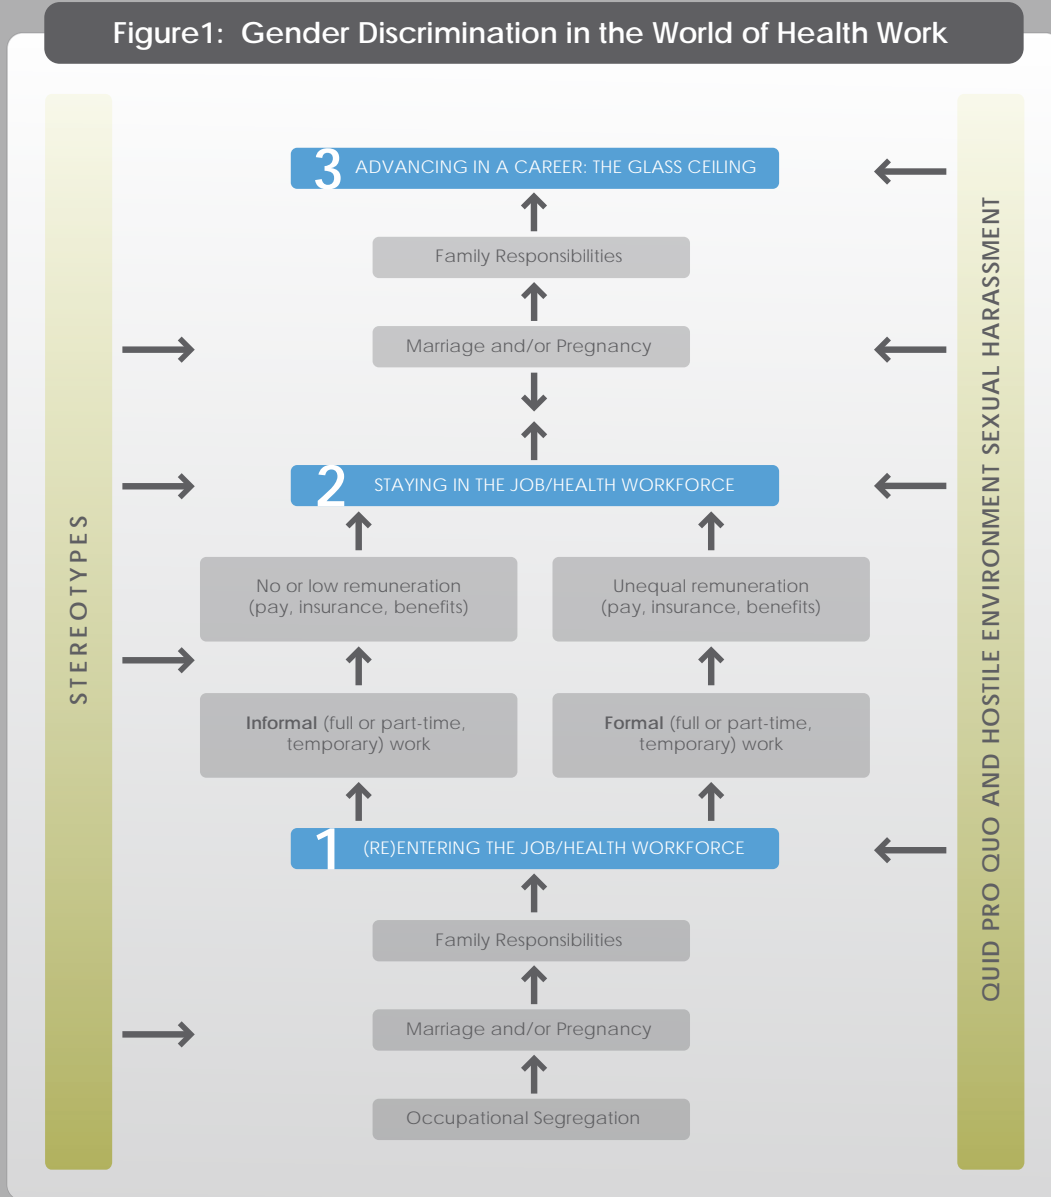 Figure1: Gender Discrimination in the World of Health Work
3 ADVANCING IN A CAREER: THE GLASS CEILING
Family Responsibilities
Marriage and/or Pregnancy
2 STAYING IN THE JOB/HEALTH WORKFORCE
No or low remuneration
(pay, insurance, benefits)
Unequal remuneration
(pay, insurance, benefits)
Informal (full or part-time,
temporary) work
Formal (full or part-time,
temporary) work
1 (RE)ENTERING THE JOB/HEALTH WORKFORCE
Family Responsibilities
Marriage and/or Pregnancy
Occupational Segregation
STEREOTYPES
QUID PRO QUO AND HOSTILE ENVIRONMENT SEXUAL HARASSMENT